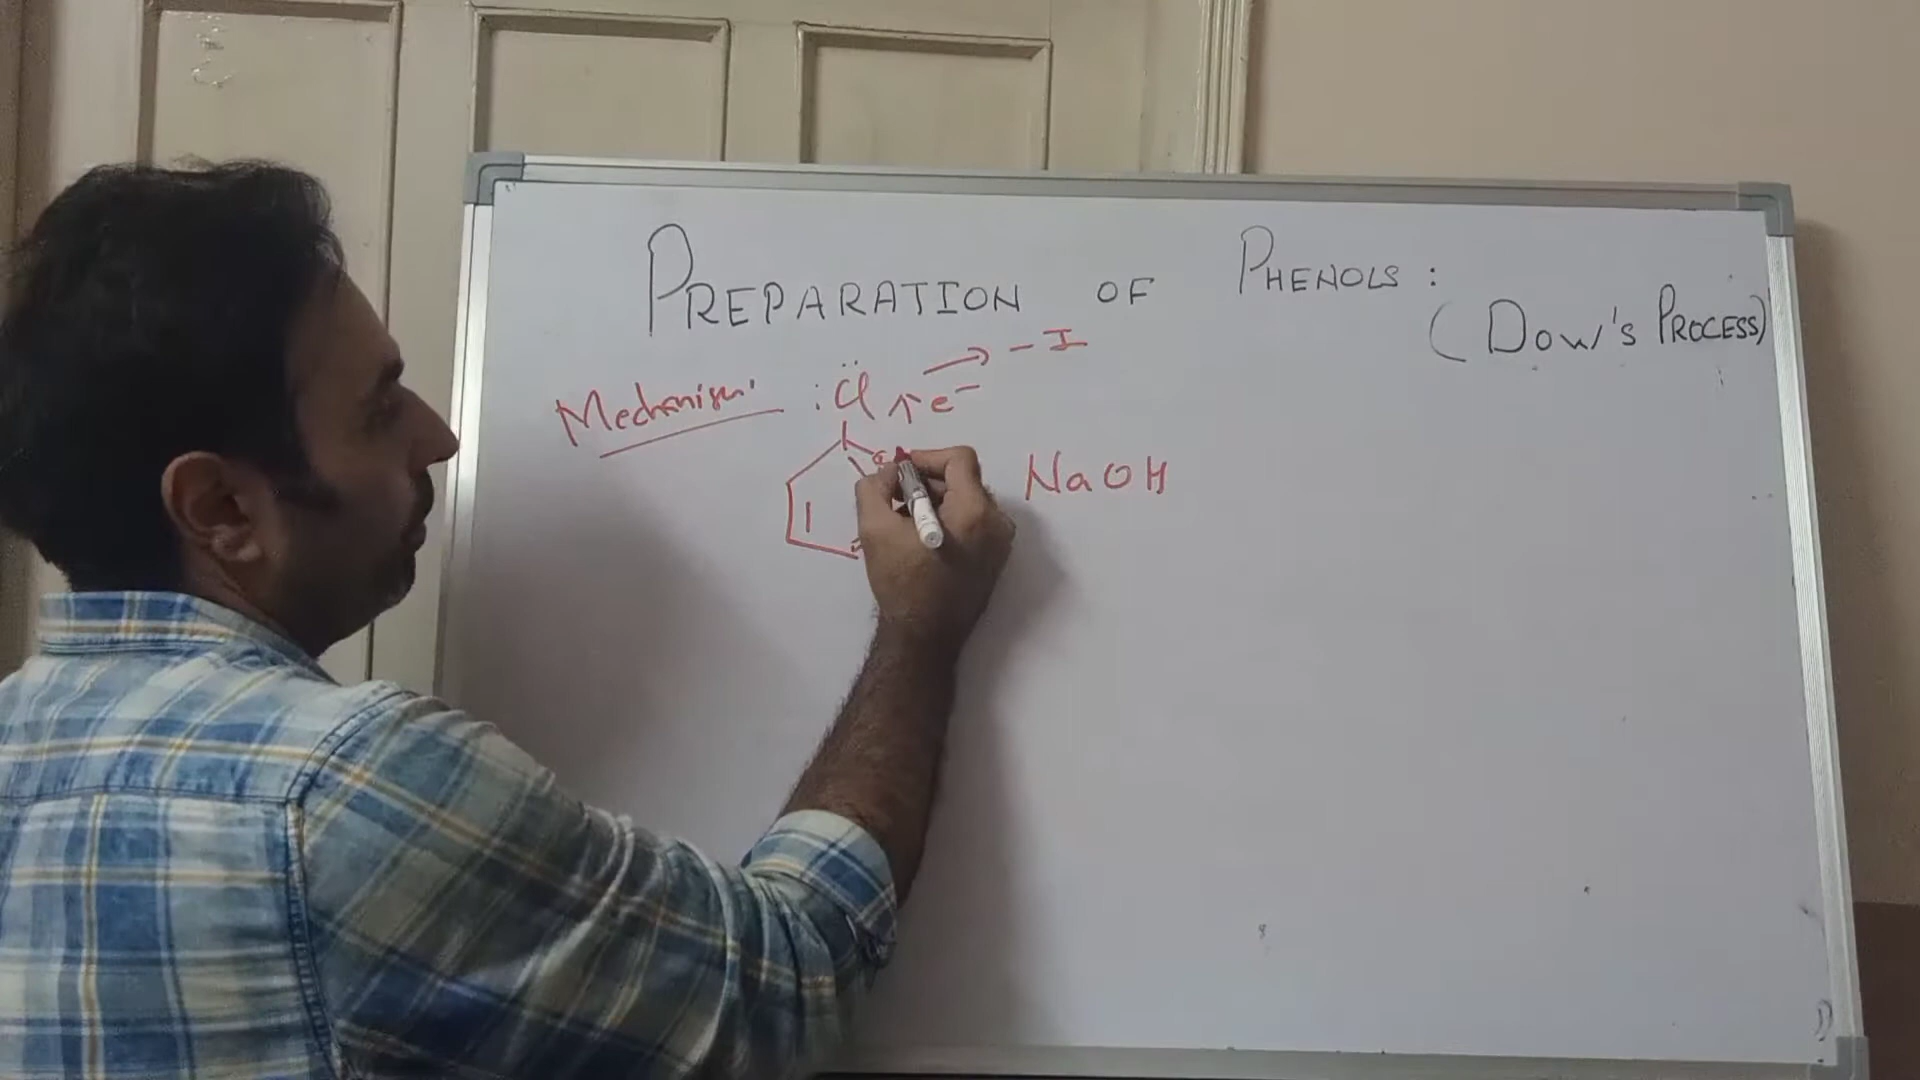 PREPARATION OF PHENOLS :
(DOW'S PROCESS)
Mechanism: :Cl e⁻ → -I
NaOH